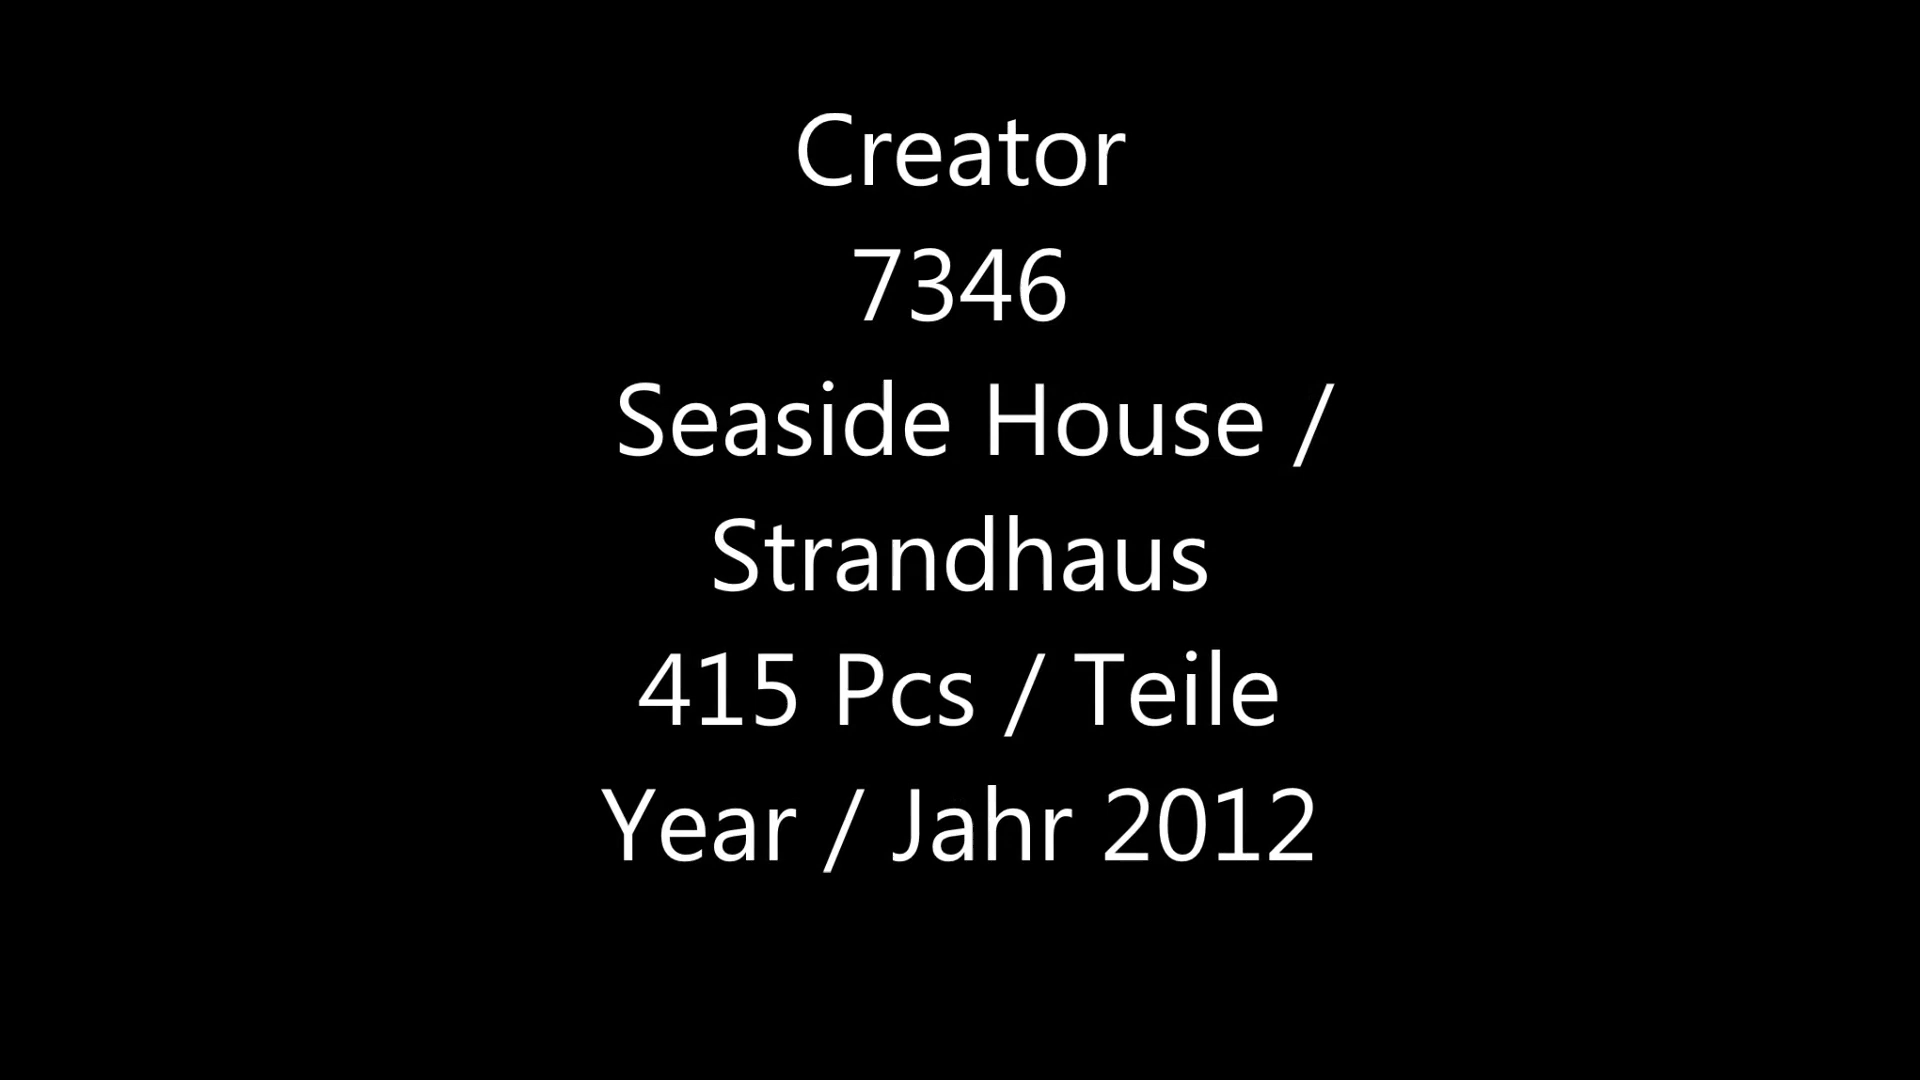 Creator
7346
Seaside House /
Strandhaus
415 Pcs / Teile
Year / Jahr 2012